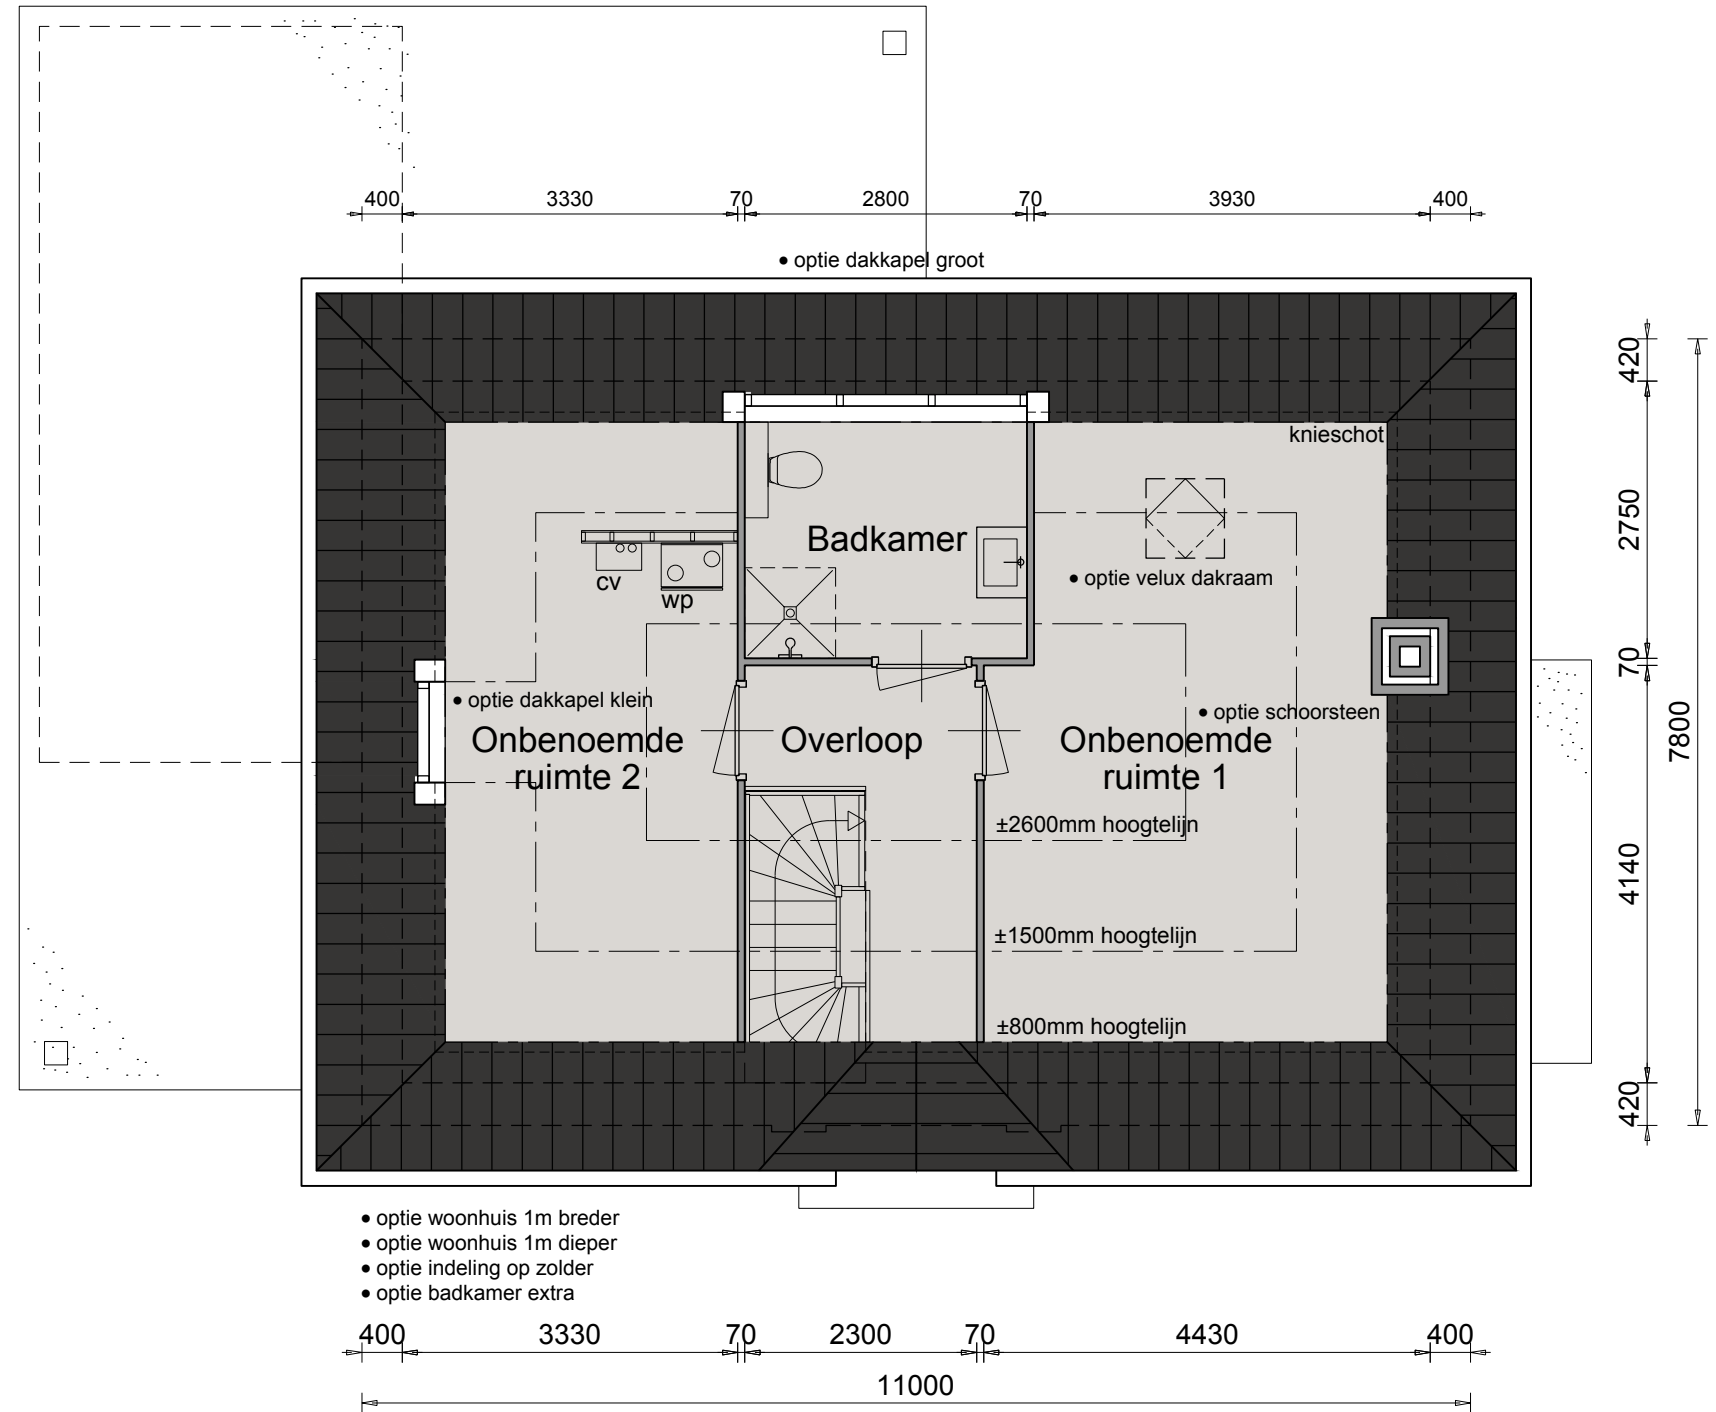 400 3330 70 2800 70 3930 400
• optie dakkapel groot
420
knieschot
2750
Badkamer
cv
wp
• optie velux dakraam
70
• optie dakkapel klein
• optie schoorsteen
7800
Onbenoemde
ruimte 2
Overloop
Onbenoemde
ruimte 1
±2600mm hoogtelijn
4140
±1500mm hoogtelijn
±800mm hoogtelijn
420
• optie woonhuis 1m breder
• optie woonhuis 1m dieper
• optie indeling op zolder
• optie badkamer extra
400 3330 70 2300 70 4430 400
11000